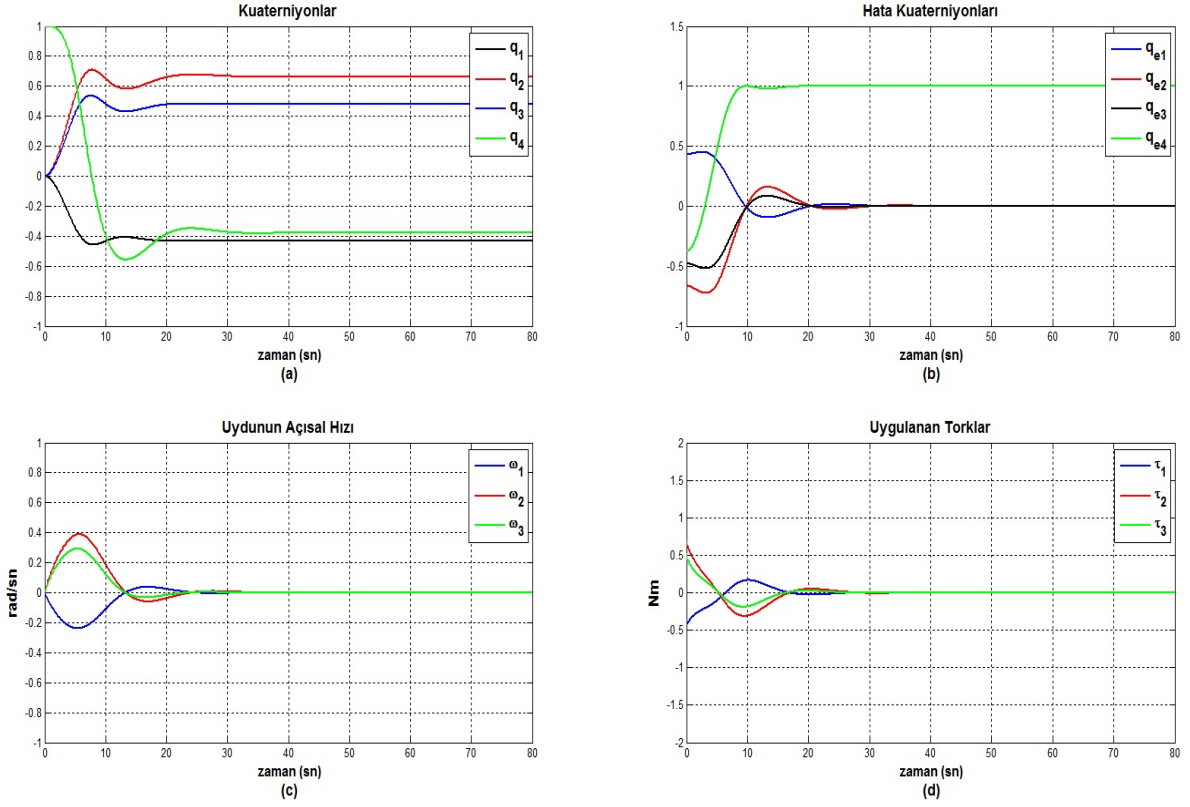 Kuaterniyonlar
1
0.8
0.6
0.4
0.2
0
-0.2
-0.4
-0.6
-0.8
-1
0 10 20 30 40 50 60 70 80
q1
q2
q3
q4
zaman (sn)
(a)
Hata Kuaterniyonları
1.5
1
0.5
0
-0.5
-1
0 10 20 30 40 50 60 70 80
qe1
qe2
qe3
qe4
zaman (sn)
(b)
Uydunun Açısal Hızı
rad/sn
1
0.8
0.6
0.4
0.2
0
-0.2
-0.4
-0.6
-0.8
-1
0 10 20 30 40 50 60 70 80
ω1
ω2
ω3
zaman (sn)
(c)
Uygulanan Torklar
Nm
2
1.5
1
0.5
0
-0.5
-1
-1.5
-2
0 10 20 30 40 50 60 70 80
τ1
τ2
τ3
zaman (sn)
(d)